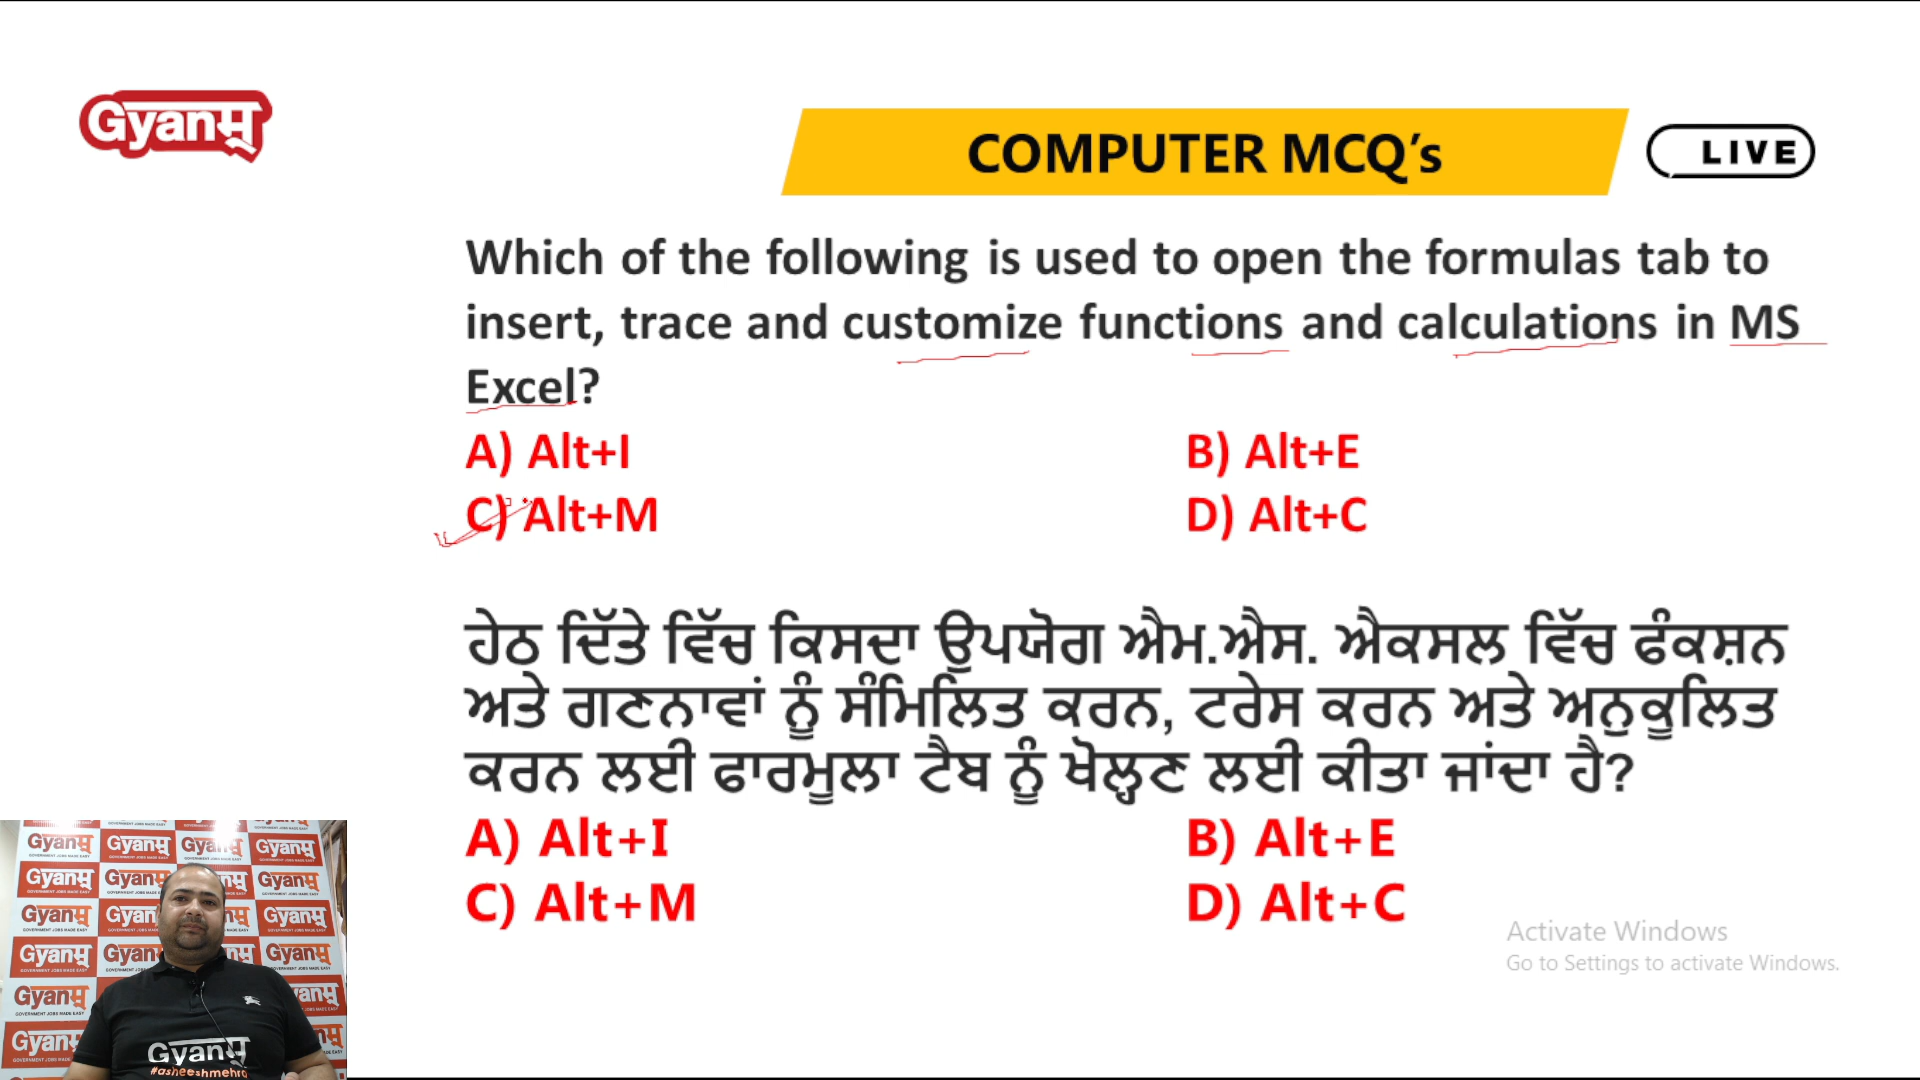 Gyanम्
COMPUTER MCQ's
LIVE
Which of the following is used to open the formulas tab to
insert, trace and customize functions and calculations in MS
Excel?
A) Alt+I
B) Alt+E
C) Alt+M
D) Alt+C
ਹੇਠ ਦਿੱਤੇ ਵਿੱਚ ਕਿਸਦਾ ਉਪਯੋਗ ਐਮ.ਐਸ. ਐਕਸਲ ਵਿੱਚ ਫੰਕਸ਼ਨ
ਅਤੇ ਗਣਨਾਵਾਂ ਨੂੰ ਸੰਮਿਲਿਤ ਕਰਨ, ਟਰੇਸ ਕਰਨ ਅਤੇ ਅਨੁਕੂਲਿਤ
ਕਰਨ ਲਈ ਫਾਰਮੂਲਾ ਟੈਬ ਨੂੰ ਖੋਲ੍ਹਣ ਲਈ ਕੀਤਾ ਜਾਂਦਾ ਹੈ?
A) Alt+I
B) Alt+E
C) Alt+M
D) Alt+C
Activate Windows
Go to Settings to activate Windows.
Gyanम्
#asheeshmehra